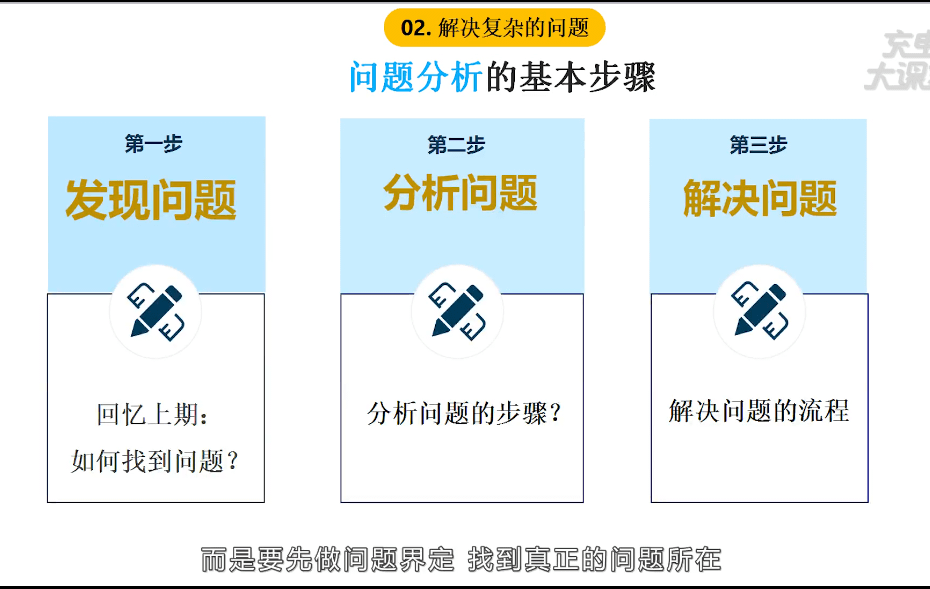 02. 解决复杂的问题
问题分析的基本步骤
充电
大课
第一步
发现问题
回忆上期：
如何找到问题？
第二步
分析问题
分析问题的步骤？
第三步
解决问题
解决问题的流程
而是要先做问题界定 找到真正的问题所在